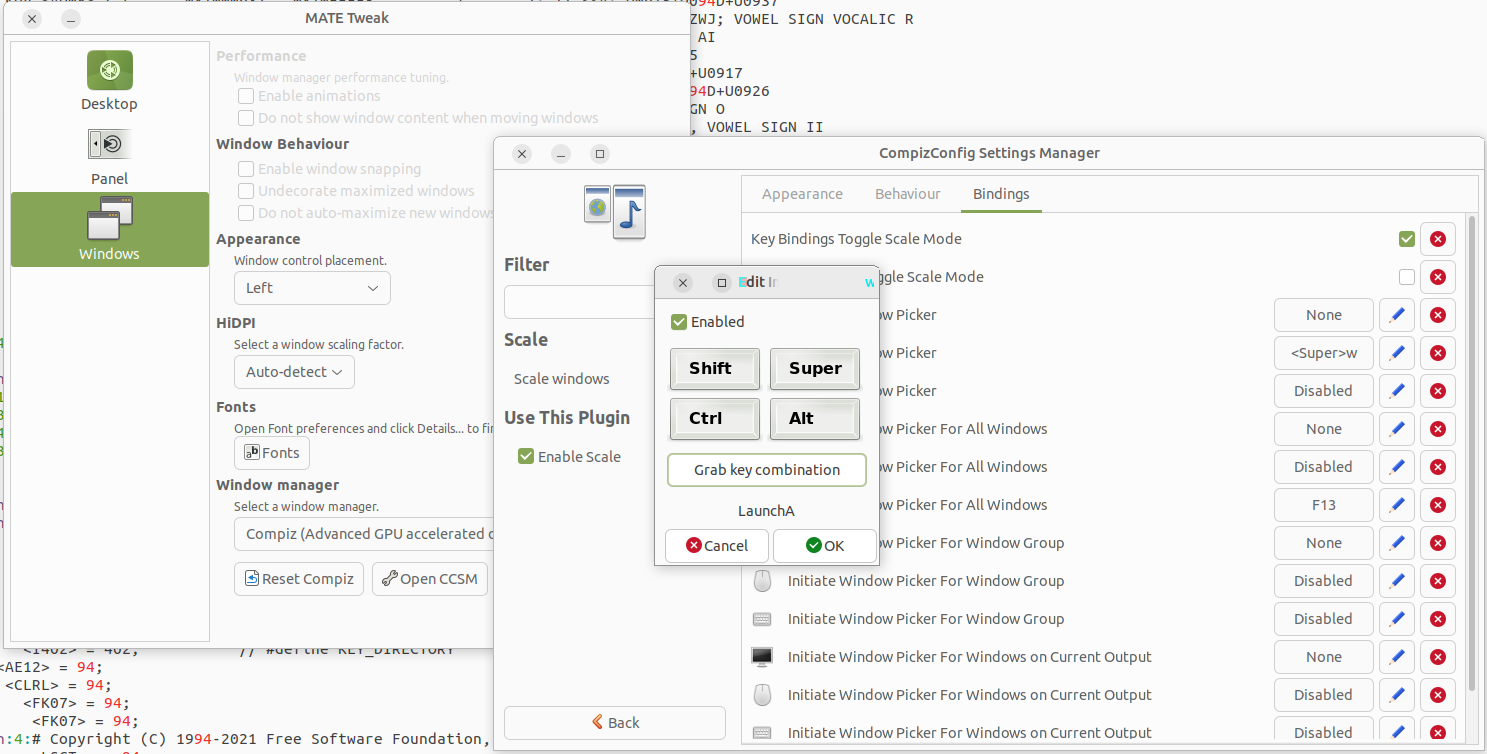 94D+U0937
ZWJ; VOWEL SIGN VOCALIC R
AI
5
+U0917
94D+U0926
GN O
, VOWEL SIGN II
MATE Tweak
Desktop
Panel
Windows
Performance
Window manager performance tuning.
Enable animations
Do not show window content when moving windows
Window Behaviour
Enable window snapping
Undecorate maximized windows
Do not auto-maximize new windows
Appearance
Window control placement.
Left
HiDPI
Select a window scaling factor.
Auto-detect
Fonts
Open Font preferences and click Details... to fi
Fonts
Window manager
Select a window manager.
Compiz (Advanced GPU accelerated
Reset Compiz
Open CCSM
CompizConfig Settings Manager
Filter
Scale
Scale windows
Use This Plugin
Enable Scale
Back
Appearance Behaviour Bindings
Key Bindings Toggle Scale Mode
ggle Scale Mode
ow Picker None
ow Picker <Super>w
ow Picker Disabled
ow Picker For All Windows None
ow Picker For All Windows Disabled
ow Picker For All Windows F13
ow Picker For Window Group None
Initiate Window Picker For Window Group Disabled
Initiate Window Picker For Window Group Disabled
Initiate Window Picker For Windows on Current Output None
Initiate Window Picker For Windows on Current Output Disabled
Initiate Window Picker For Windows on Current Output Disabled
Edit In
w
Enabled
Shift Super
Ctrl Alt
Grab key combination
LaunchA
Cancel OK
<I402> = 402; // #define KEY_DIRECTORY
<AE12> = 94;
<CLRL> = 94;
<FK07> = 94;
<FK07> = 94;
n:4:# Copyright (C) 1994-2021 Free Software Foundation,